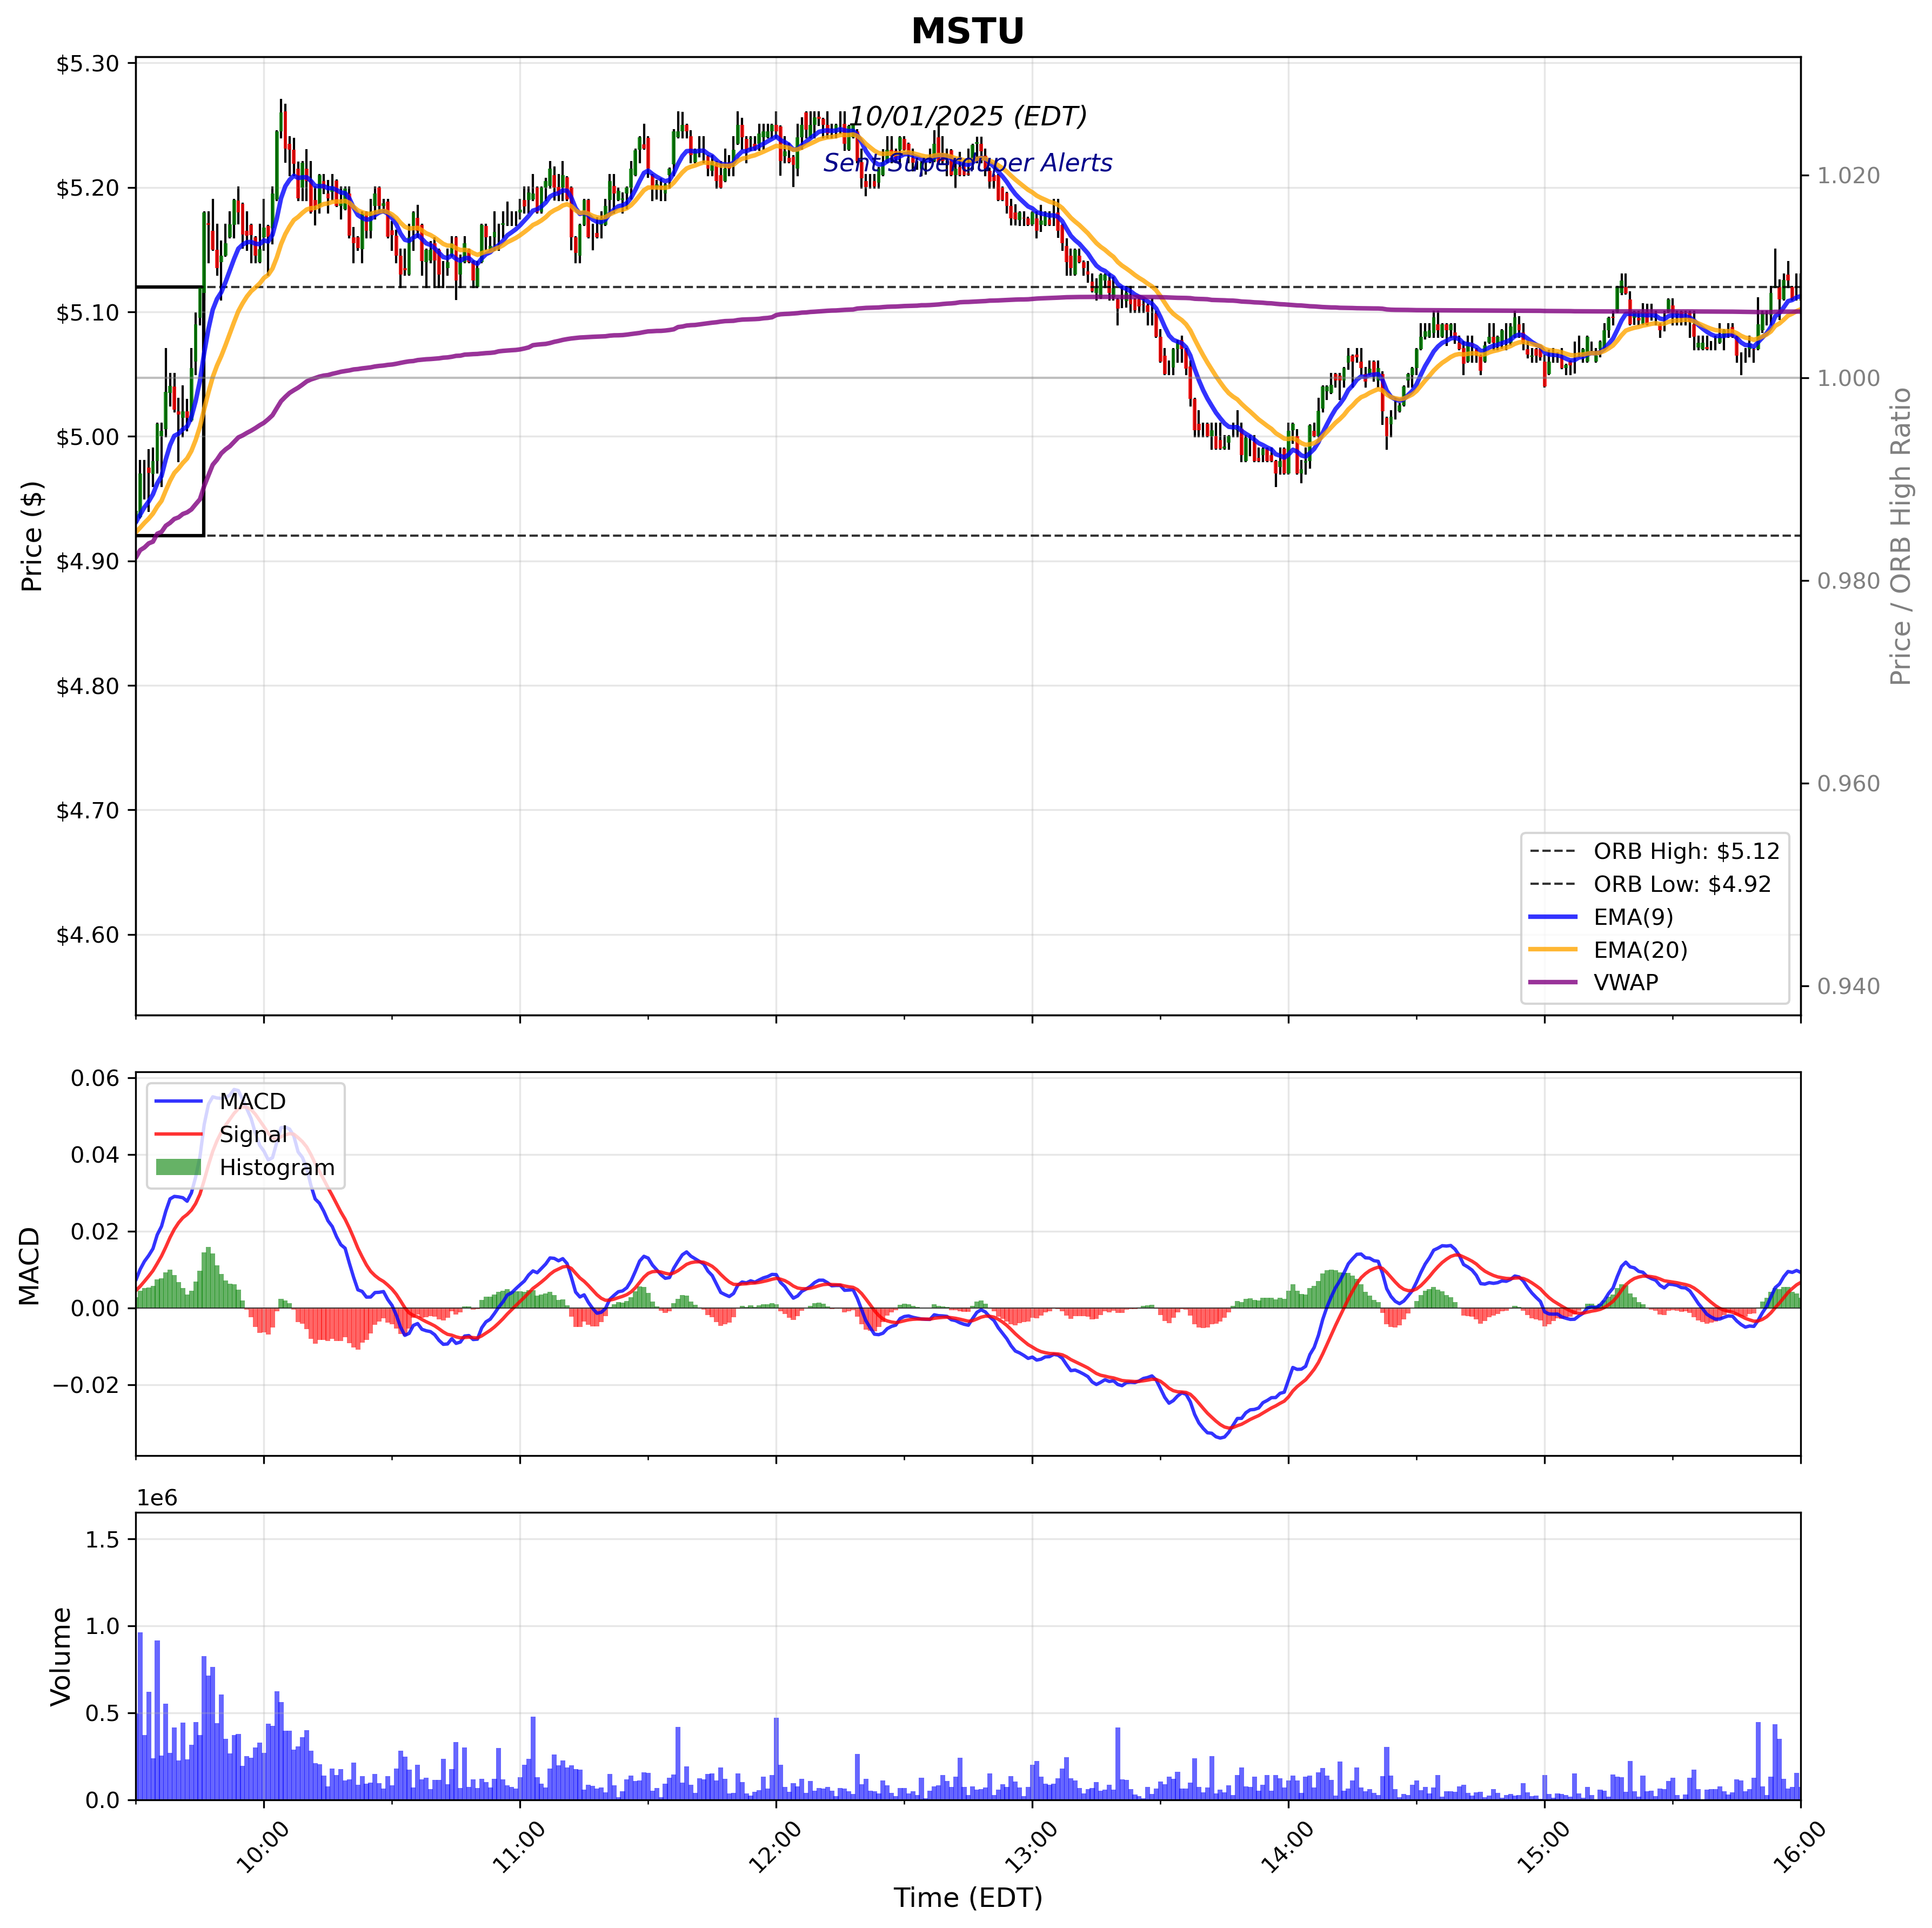 MSTU
10/01/2025 (EDT)
Sent Superduper Alerts
Price ($)
$5.30
$5.20
$5.10
$5.00
$4.90
$4.80
$4.70
$4.60
Price / ORB High Ratio
1.020
1.000
0.980
0.960
0.940
ORB High: $5.12
ORB Low: $4.92
EMA(9)
EMA(20)
VWAP
MACD
0.06
0.04
0.02
0.00
−0.02
MACD
Signal
Histogram
1e6
Volume
1.5
1.0
0.5
0.0
10:00
11:00
12:00
13:00
14:00
15:00
16:00
Time (EDT)